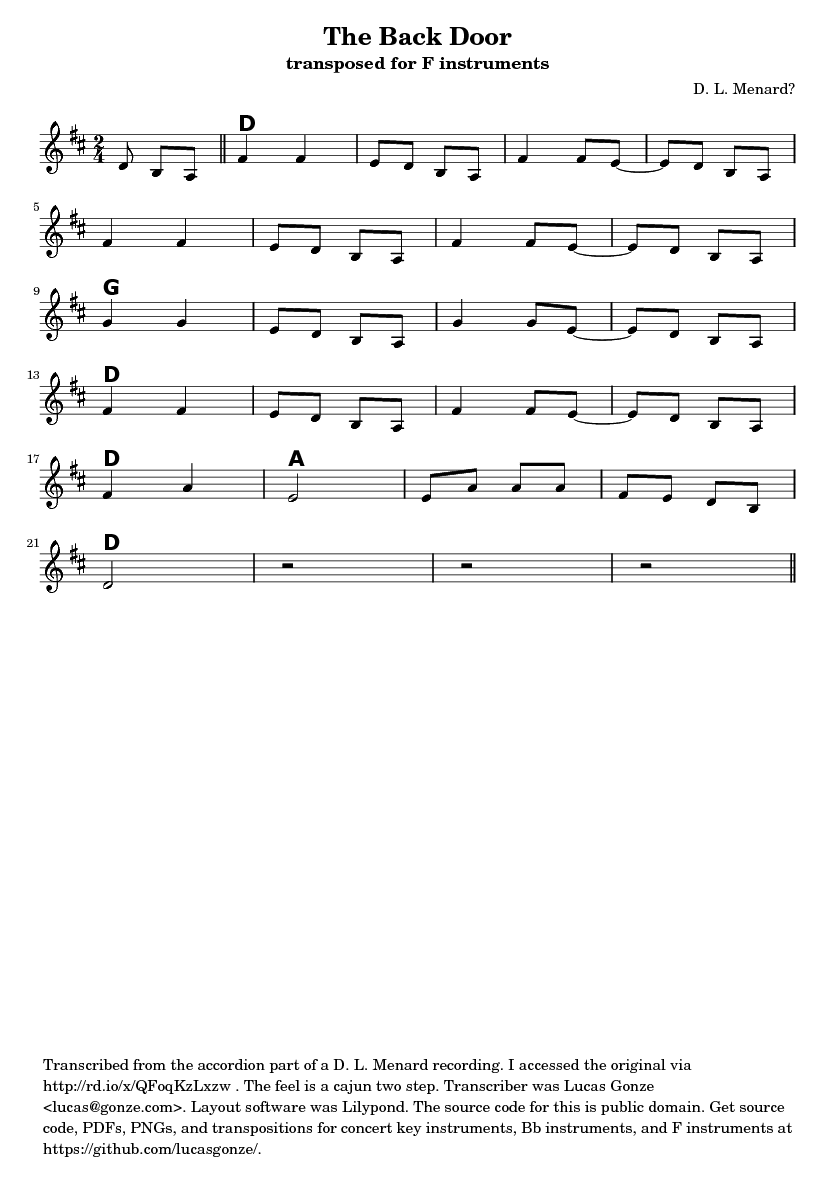 The Back Door
transposed for F instruments
D. L. Menard?
2
4
D
5
9
G
13
D
17
D A
21
D
Transcribed from the accordion part of a D. L. Menard recording. I accessed the original via
http://rd.io/x/QFoqKzLxzw . The feel is a cajun two step. Transcriber was Lucas Gonze
<lucas@gonze.com>. Layout software was Lilypond. The source code for this is public domain. Get source
code, PDFs, PNGs, and transpositions for concert key instruments, Bb instruments, and F instruments at
https://github.com/lucasgonze/.